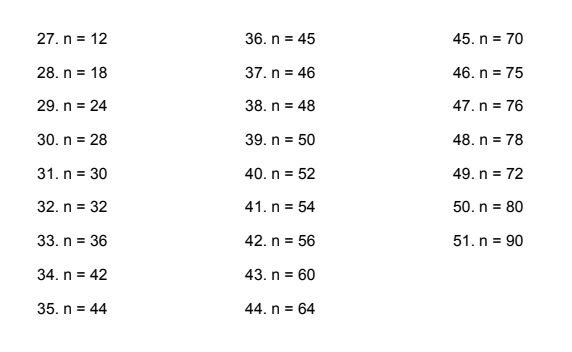 27. n = 12
28. n = 18
29. n = 24
30. n = 28
31. n = 30
32. n = 32
33. n = 36
34. n = 42
35. n = 44
36. n = 45
37. n = 46
38. n = 48
39. n = 50
40. n = 52
41. n = 54
42. n = 56
43. n = 60
44. n = 64
45. n = 70
46. n = 75
47. n = 76
48. n = 78
49. n = 72
50. n = 80
51. n = 90